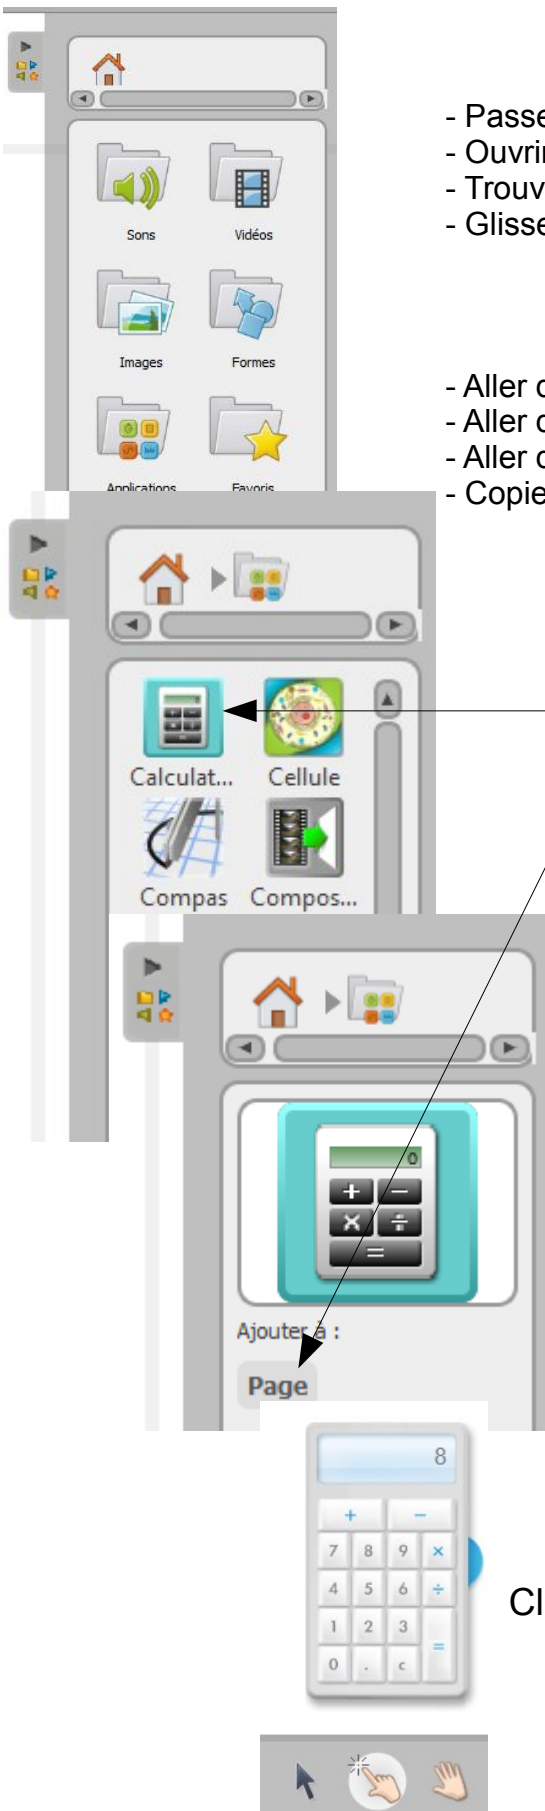 - Passe
- Ouvrir
- Trouv
- Glisse
Sons Vidéos
Images Formes
Applications Favoris
- Aller d
- Aller d
- Aller d
- Copie
Calculat... Cellule
Compas Compos...
0
+ −
× ÷
=
Ajouter à :
Page
8
+ −
7 8 9 ×
4 5 6 ÷
1 2 3
=
0 . c
Cl